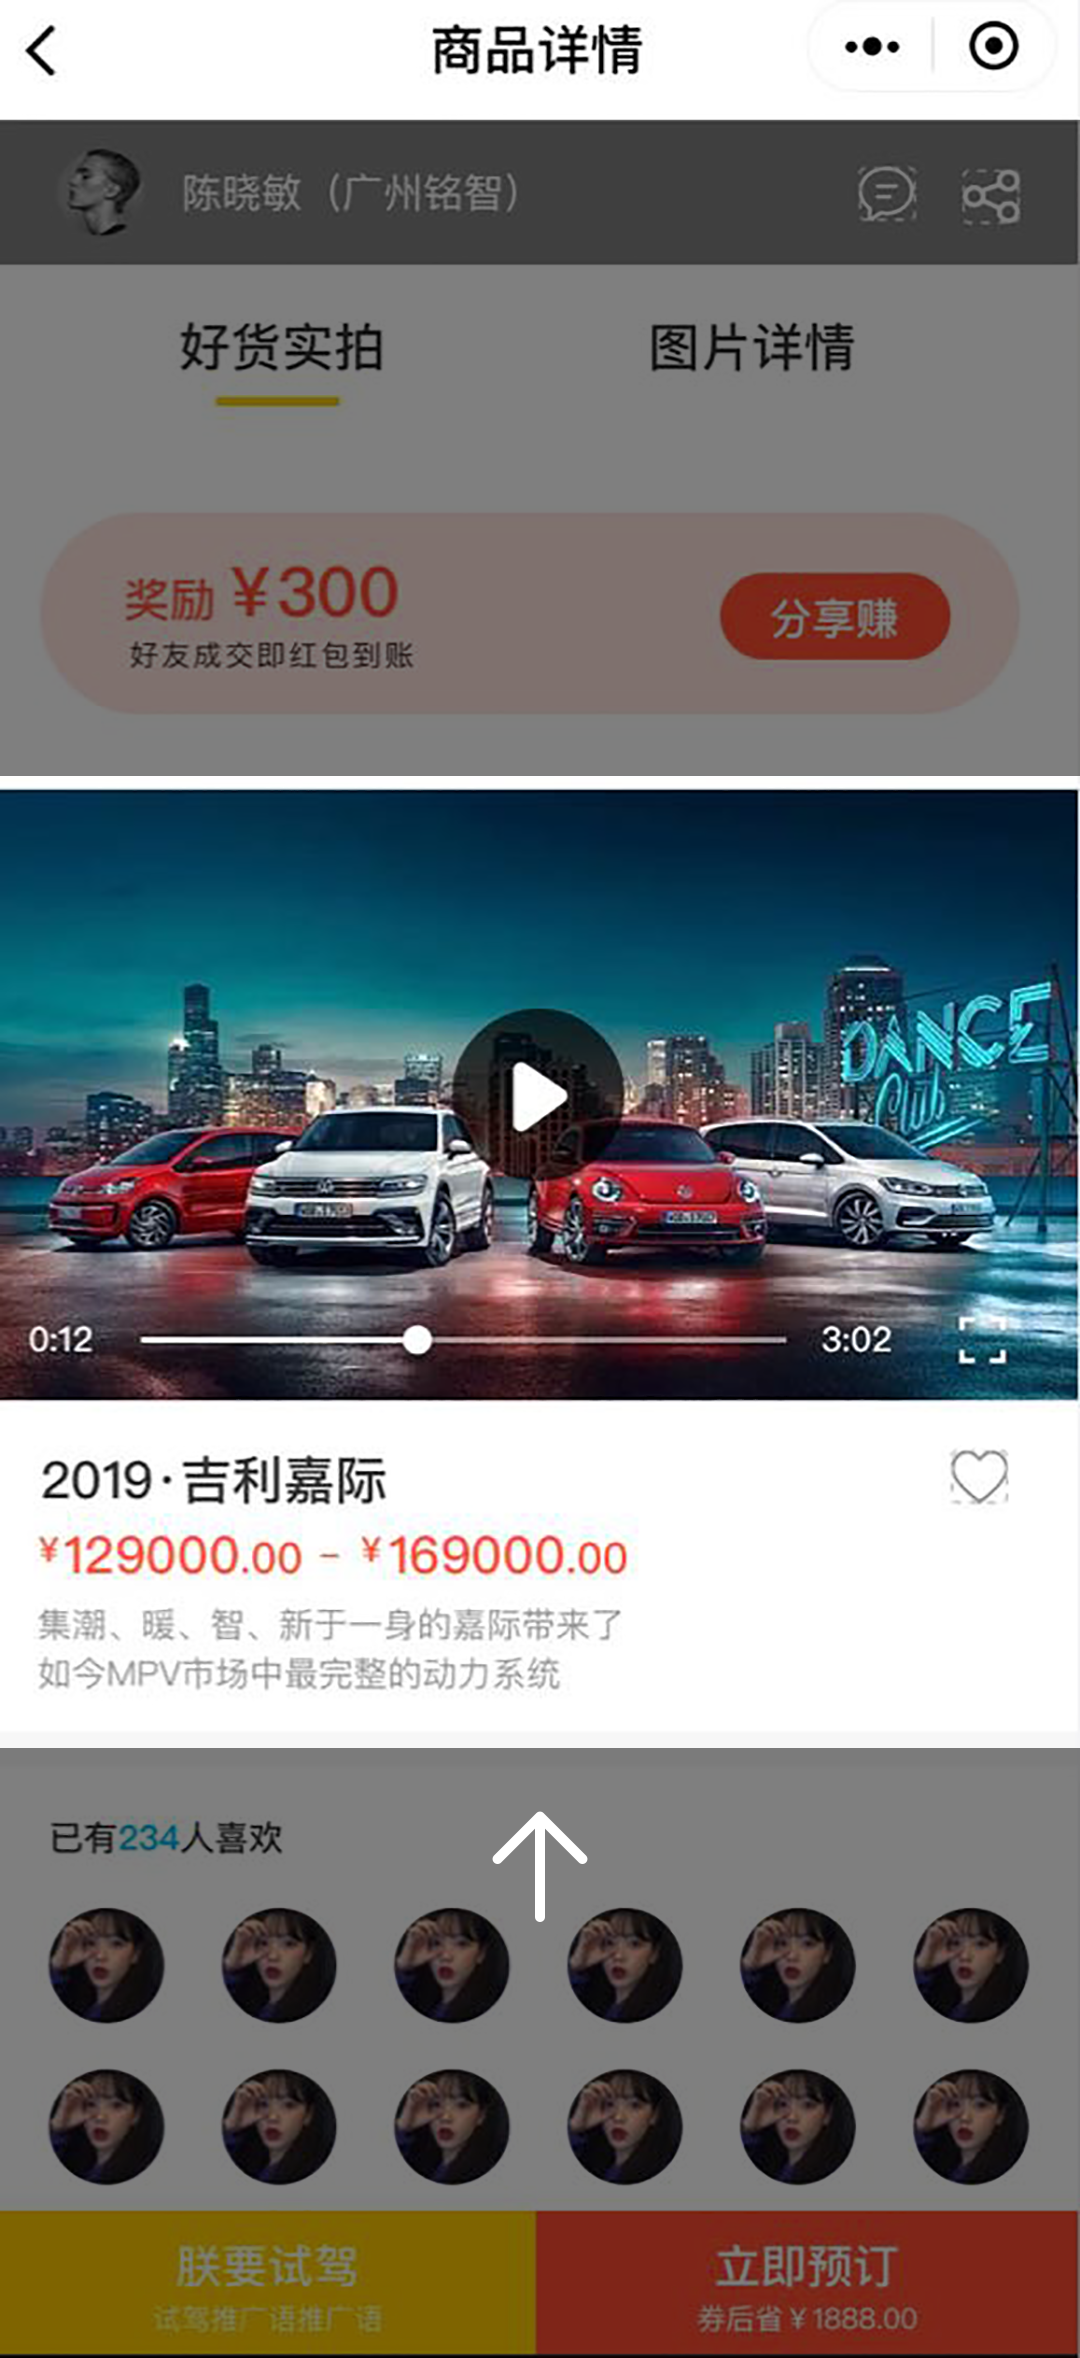 商品详情
陈晓敏（广州铭智）
好货实拍
图片详情
奖励 ¥300
好友成交即红包到账
分享赚
DANCE
Club
0:12
3:02
2019·吉利嘉际
¥129000.00 – ¥169000.00
集潮、暖、智、新于一身的嘉际带来了
如今MPV市场中最完整的动力系统
已有234人喜欢
朕要试驾
试驾推广语推广语
立即预订
券后省¥1888.00